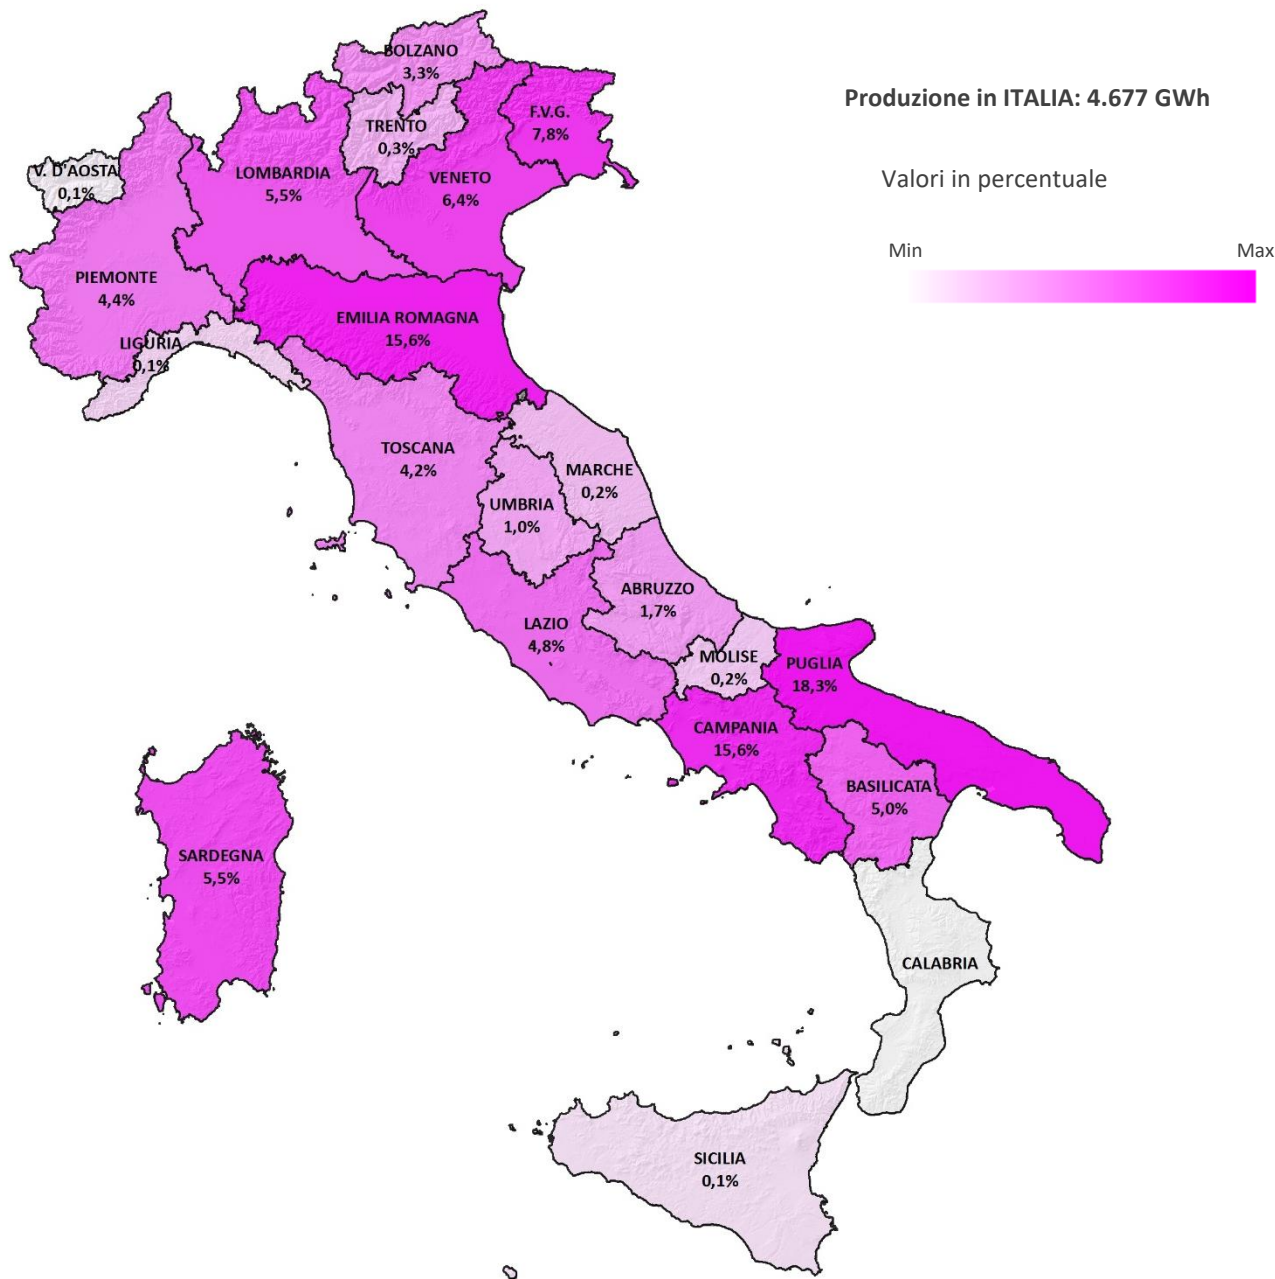 Produzione in ITALIA: 4.677 GWh
Valori in percentuale
Min
Max
BOLZANO
3,3%
TRENTO
0,3%
F.V.G.
7,8%
V. D'AOSTA
0,1%
LOMBARDIA
5,5%
VENETO
6,4%
PIEMONTE
4,4%
EMILIA ROMAGNA
15,6%
LIGURIA
0,1%
TOSCANA
4,2%
MARCHE
0,2%
UMBRIA
1,0%
ABRUZZO
1,7%
LAZIO
4,8%
MOLISE
0,2%
PUGLIA
18,3%
CAMPANIA
15,6%
BASILICATA
5,0%
SARDEGNA
5,5%
CALABRIA
SICILIA
0,1%